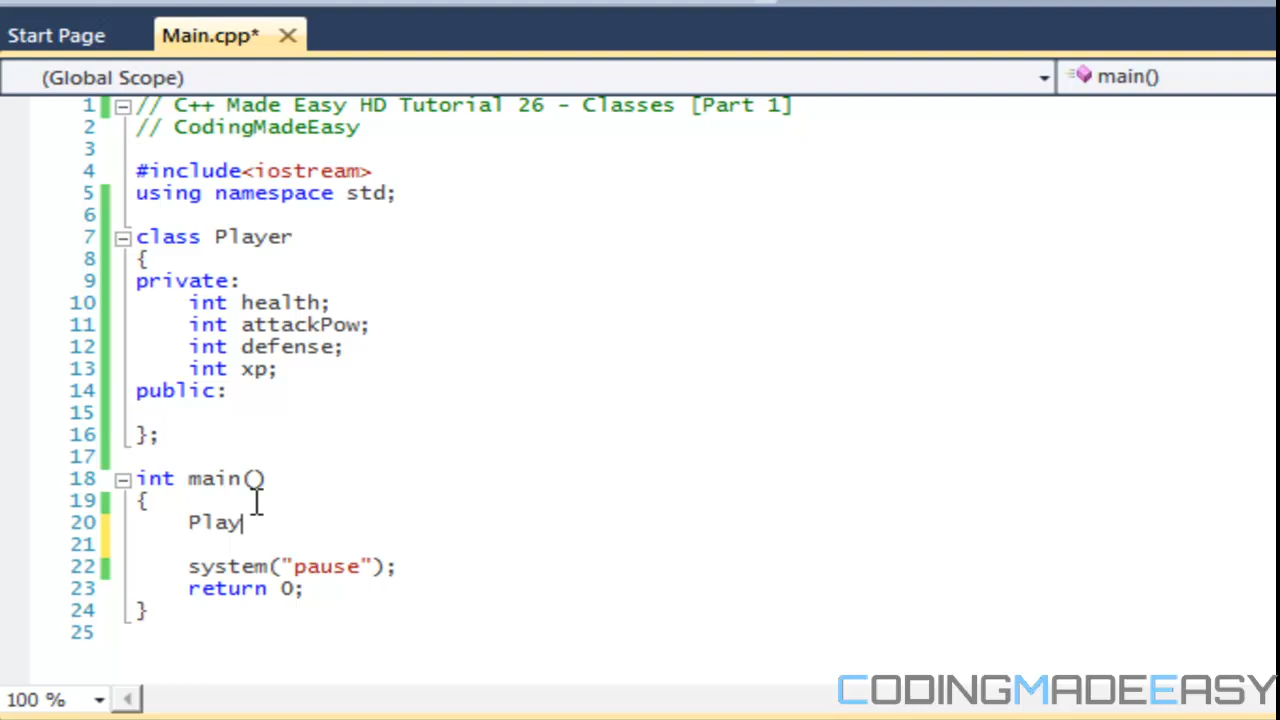 Start Page Main.cpp*
(Global Scope) main()
1 // C++ Made Easy HD Tutorial 26 - Classes [Part 1]
2 // CodingMadeEasy
3
4 #include<iostream>
5 using namespace std;
6
7 class Player
8 {
9 private:
10 int health;
11 int attackPow;
12 int defense;
13 int xp;
14 public:
15
16 };
17
18 int main()
19 {
20 Play
21
22 system("pause");
23 return 0;
24 }
25
100 %
CODINGMADEEASY